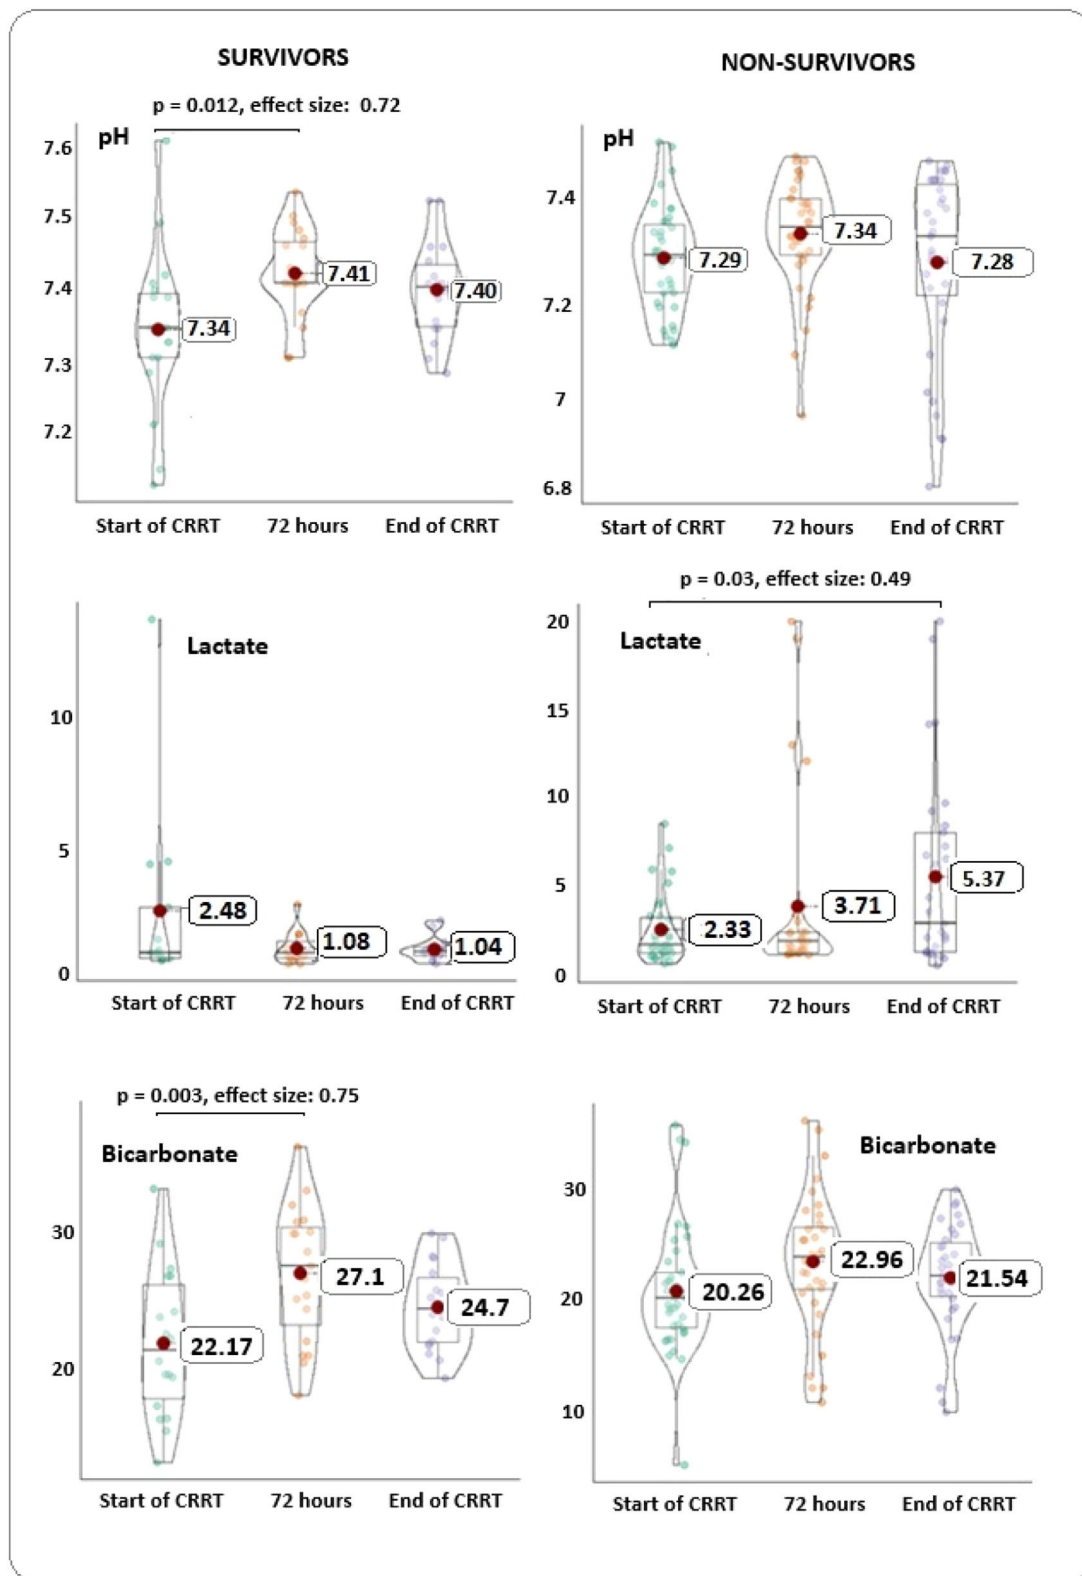 SURVIVORS
NON-SURVIVORS
p = 0.012, effect size: 0.72
pH
7.6
7.5
7.4
7.3
7.2
7.34
7.41
7.40
Start of CRRT 72 hours End of CRRT
pH
7.4
7.2
7
6.8
7.29
7.34
7.28
Start of CRRT 72 hours End of CRRT
Lactate
10
5
0
2.48
1.08
1.04
Start of CRRT 72 hours End of CRRT
p = 0.03, effect size: 0.49
Lactate
20
15
10
5
0
2.33
3.71
5.37
Start of CRRT 72 hours End of CRRT
p = 0.003, effect size: 0.75
Bicarbonate
30
20
22.17
27.1
24.7
Start of CRRT 72 hours End of CRRT
Bicarbonate
30
20
10
20.26
22.96
21.54
Start of CRRT 72 hours End of CRRT